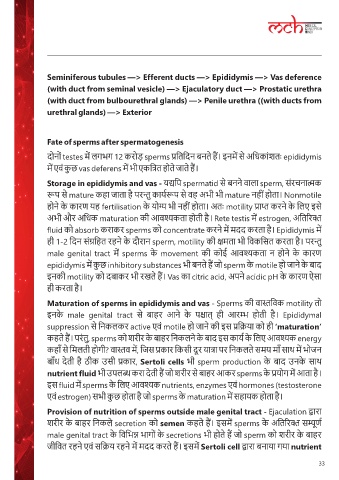 mch
Seminiferous tubules —> Efferent ducts —> Epididymis —> Vas deference
(with duct from seminal vesicle) —> Ejaculatory duct —> Prostatic urethra
(with duct from bulbourethral glands) —> Penile urethra ((with ducts from
urethral glands) —> Exterior
Fate of sperms after spermatogenesis
दोनों testes में लगभग 12 करोड़ sperms प्रतिदिन बनते हैं। इनमें से अधिकांशतः epididymis
में एवं कुछ vas deferens में भी एकत्रित होते जाते हैं।
Storage in epididymis and vas - यद्यपि spermatid से बनने वाला sperm, संरचनात्मक
रूप से mature कहा जाता है परन्तु कार्यरूप से वह अभी भी mature नहीं होता। Nonmotile
होने के कारण यह fertilisation के योग्य भी नहीं होता। अतः motility प्राप्त करने के लिए इसे
अभी और अधिक maturation की आवश्यकता होती है। Rete testis में estrogen, अतिरिक्त
fluid को absorb कराकर sperms को concentrate करने में मदद करता है। Epididymis में
ही 1-2 दिन संग्रहित रहने के दौरान sperm, motility की क्षमता भी विकसित करता है। परन्तु
male genital tract में sperms के movement की कोई आवश्यकता न होने के कारण
epididymis में कुछ inhibitory substances भी बनते हैं जो sperm के motile हो जाने के बाद
इनकी motility को दबाकर भी रखते हैं। Vas का citric acid, अपने acidic pH के कारण ऐसा
ही करता है।
Maturation of sperms in epididymis and vas - Sperms की वास्तविक motility तो
इनके male genital tract से बाहर आने के पश्चात् ही आरम्भ होती है। Epididymal
suppression से निकलकर active एवं motile हो जाने की इस प्रक्रिया को ही ‘maturation’
कहते हैं। परंतु, sperms को शरीर के बाहर निकलने के बाद इस कार्य के लिए आवश्यक energy
कहाँ से मिलती होगी? वास्तव में, जिस प्रकार किसी दूर यात्रा पर निकलते समय माँ साथ में भोजन
बाँध देती है ठीक उसी प्रकार, Sertoli cells भी sperm production के बाद उनके साथ
nutrient fluid भी उपलब्ध करा देती हैं जो शरीर से बाहर आकर sperms के प्रयोग में आता है।
इस fluid में sperms के लिए आवश्यक nutrients, enzymes एवं hormones (testosterone
एवं estrogen) सभी कुछ होता है जो sperms के maturation में सहायक होता है।
Provision of nutrition of sperms outside male genital tract - Ejaculation द्वारा
शरीर के बाहर निकले secretion को semen कहते हैं। इसमें sperms के अतिरिक्त सम्पूर्ण
male genital tract के विभिन्न भागों के secretions भी होते हैं जो sperm को शरीर के बाहर
जीवित रहने एवं सक्रिय रहने में मदद करते हैं। इसमें Sertoli cell द्वारा बनाया गया nutrient
33